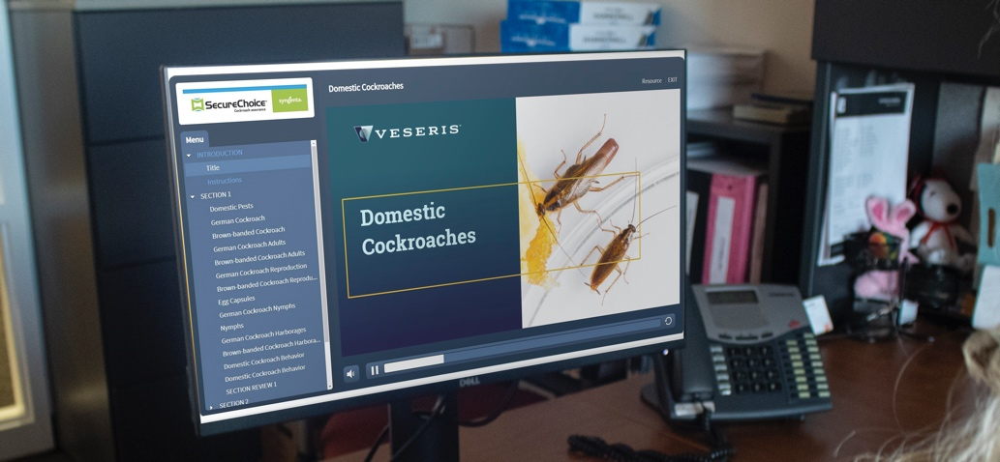 SecureChoice™
Cockroach assurance
syngenta
Domestic Cockroaches
Resource EXIT
Menu
INTRODUCTION
Title
Instructions
SECTION 1
Domestic Pests
German Cockroach
Brown-banded Cockroach
German Cockroach Adults
Brown-banded Cockroach Adults
German Cockroach Reproduction
Brown-banded Cockroach Reprodu...
Egg Capsules
German Cockroach Nymphs
Nymphs
German Cockroach Harborages
Brown-banded Cockroach Harbora...
Domestic Cockroach Behavior
Domestic Cockroach Behavior
SECTION REVIEW 1
SECTION 2
VESERIS™
Domestic
Cockroaches
DELL